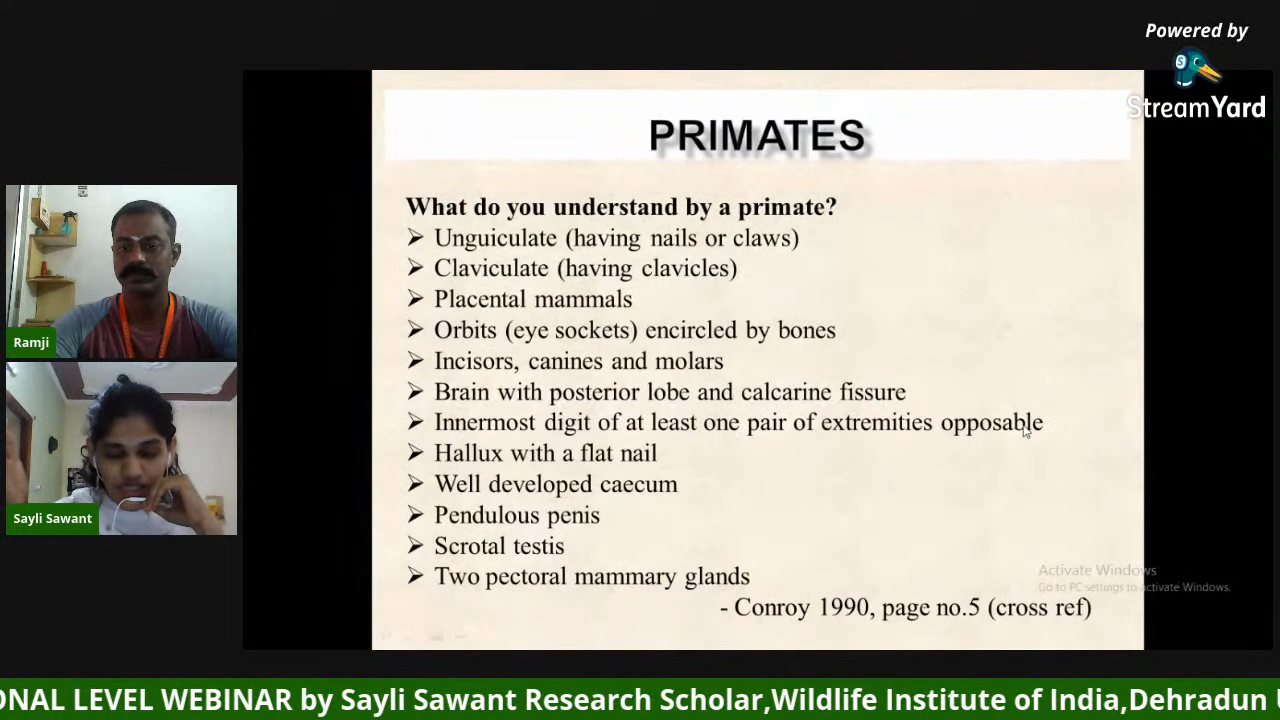 Powered by
StreamYard
PRIMATES
What do you understand by a primate?
➢ Unguiculate (having nails or claws)
➢ Claviculate (having clavicles)
➢ Placental mammals
➢ Orbits (eye sockets) encircled by bones
➢ Incisors, canines and molars
➢ Brain with posterior lobe and calcarine fissure
➢ Innermost digit of at least one pair of extremities opposable
➢ Hallux with a flat nail
➢ Well developed caecum
➢ Pendulous penis
➢ Scrotal testis
➢ Two pectoral mammary glands
- Conroy 1990, page no.5 (cross ref)
Ramji
Sayli Sawant
Activate Windows
Go to PC settings to activate Windows.
ONAL LEVEL WEBINAR by Sayli Sawant Research Scholar,Wildlife Institute of India,Dehradun